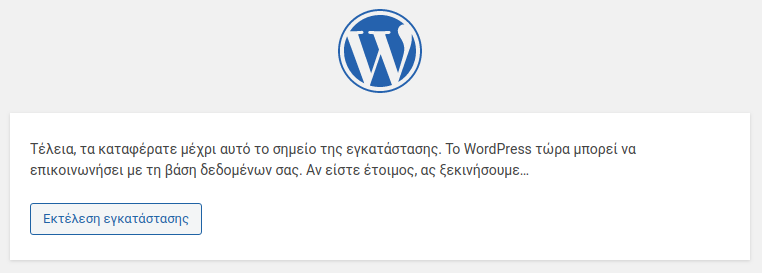 Τέλεια, τα καταφέρατε μέχρι αυτό το σημείο της εγκατάστασης. Το WordPress τώρα μπορεί να
επικοινωνήσει με τη βάση δεδομένων σας. Αν είστε έτοιμος, ας ξεκινήσουμε…
Εκτέλεση εγκατάστασης